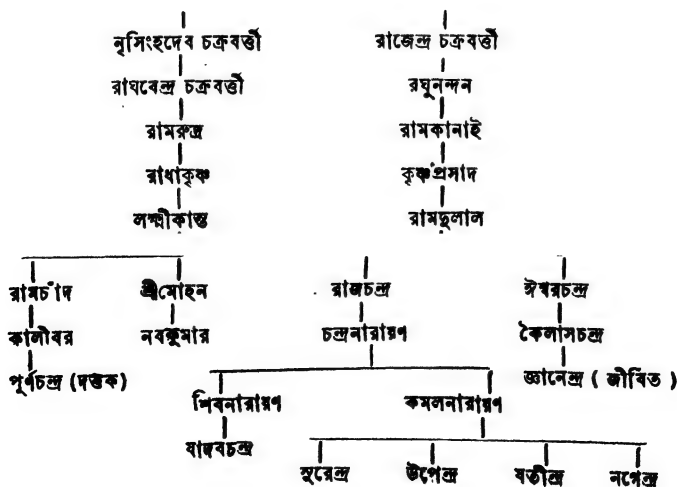 নৃসিংহদেব চক্রবর্ত্তী রাজেন্দ্র চক্রবর্ত্তী
রাঘবেন্দ্র চক্রবর্ত্তী রঘুনন্দন
রামরুদ্র রামকানাই
রাধাকৃষ্ণ কৃষ্ণপ্রসাদ
লক্ষ্মীকান্ত রামদুলাল
রামচাঁদ শ্রীমোহন রাজচন্দ্র ঈশ্বরচন্দ্র
কালীবর নবকুমার চন্দ্রনারায়ণ কৈলাসচন্দ্র
পূর্ণচন্দ্র (দত্তক) জ্ঞানেন্দ্র ( জীবিত )
শিবনারায়ণ কমলনারায়ণ
যাদবচন্দ্র
সুরেন্দ্র উপেন্দ্র যতীন্দ্র নগেন্দ্র